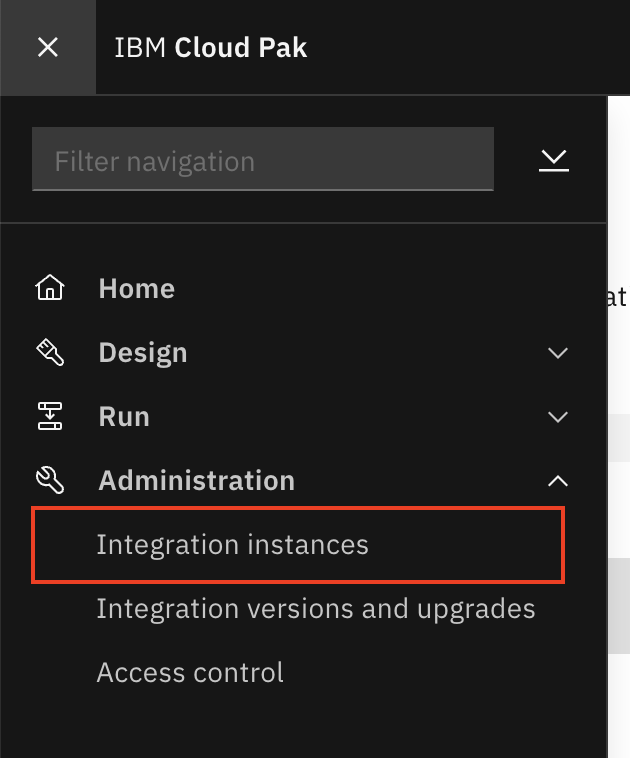 IBM Cloud Pak
Filter navigation
Home
at
Design
Run
Administration
Integration instances
Integration versions and upgrades
Access control